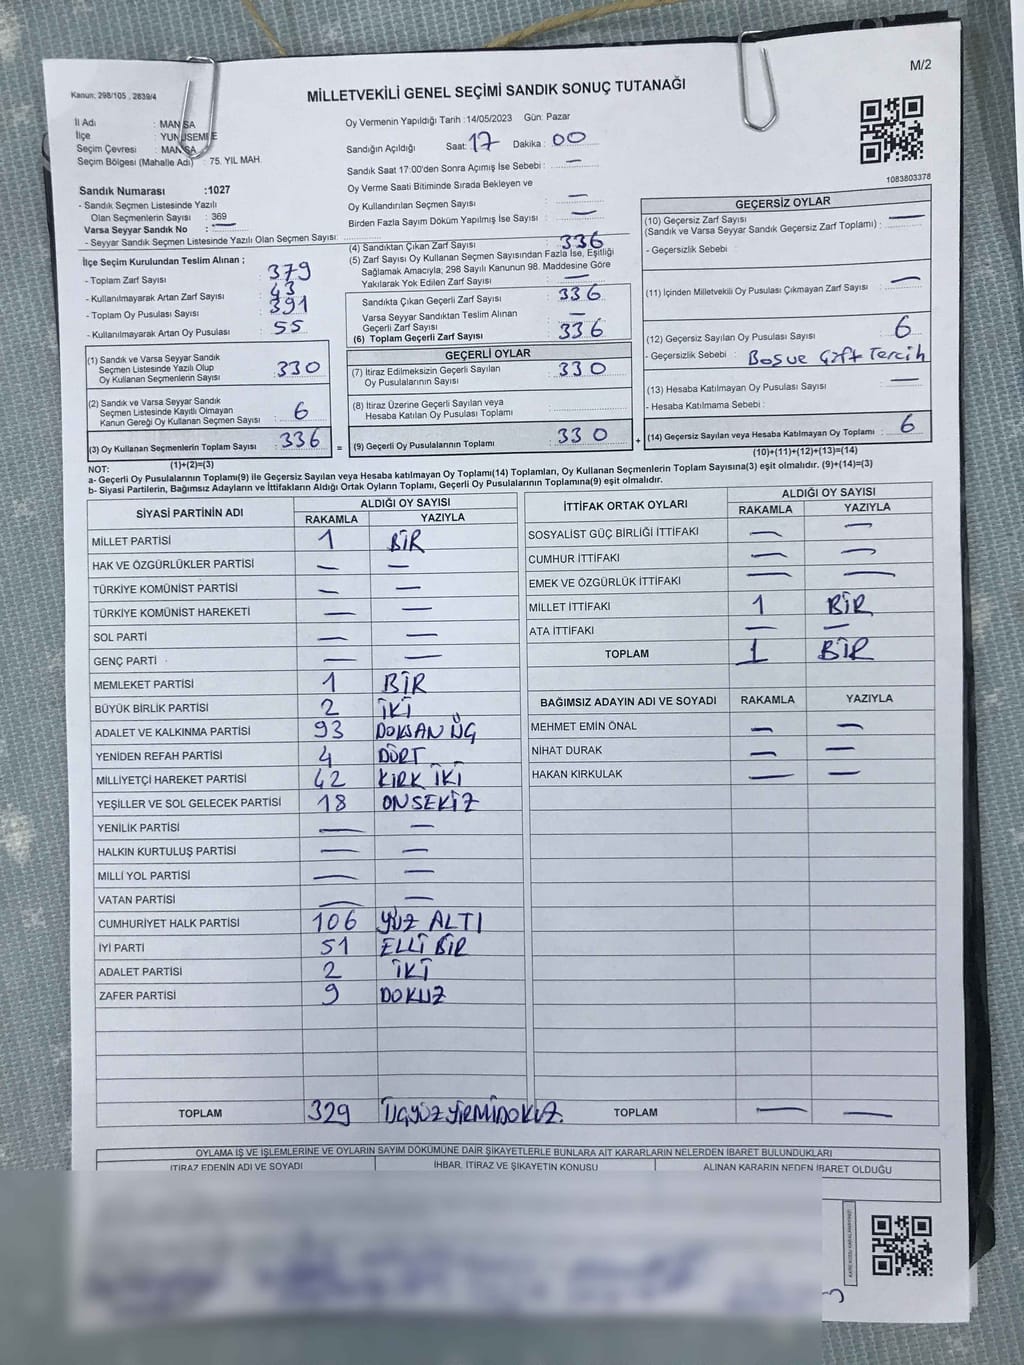 M/2
Kanun: 298/105 , 2839/4
MİLLETVEKİLİ GENEL SEÇİMİ SANDIK SONUÇ TUTANAĞI
İl Adı : MANİSA
İlçe : YUNUSEMRE
Seçim Çevresi : MANİSA
Seçim Bölgesi (Mahalle Adı) : 75. YIL MAH.
Oy Vermenin Yapıldığı Tarih :14/05/2023 Gün: Pazar
Sandığın Açıldığı Saat: 17 Dakika : 00
Sandık Saat 17:00'den Sonra Açımış İse Sebebi : —
Oy Verme Saati Bitiminde Sırada Bekleyen ve
Oy Kullandırılan Seçmen Sayısı : —
Birden Fazla Sayım Döküm Yapılmış İse Sayısı : —
1083803378
Sandık Numarası :1027
- Sandık Seçmen Listesinde Yazılı
Olan Seçmenlerin Sayısı : 369
Varsa Seyyar Sandık No : —
- Seyyar Sandık Seçmen Listesinde Yazılı Olan Seçmen Sayısı:
İlçe Seçim Kurulundan Teslim Alınan ;
- Toplam Zarf Sayısı : 379
- Kullanılmayarak Artan Zarf Sayısı : 43
- Toplam Oy Pusulası Sayısı : 391
- Kullanılmayarak Artan Oy Pusulası : 55
(1) Sandık ve Varsa Seyyar Sandık
Seçmen Listesinde Yazılı Olup
Oy Kullanan Seçmenlerin Sayısı : 330
(2) Sandık ve Varsa Seyyar Sandık
Seçmen Listesinde Kayıtlı Olmayan
Kanun Gereği Oy Kullanan Seçmen Sayısı : 6
(3) Oy Kullanan Seçmenlerin Toplam Sayısı : 336
(1)+(2)=(3)
(4) Sandıktan Çıkan Zarf Sayısı : 336
(5) Zarf Sayısı Oy Kullanan Seçmen Sayısından Fazla İse, Eşitliği
Sağlamak Amacıyla, 298 Sayılı Kanunun 98. Maddesine Göre
Yakılarak Yok Edilen Zarf Sayısı : —
Sandıkta Çıkan Geçerli Zarf Sayısı : 336
Varsa Seyyar Sandıktan Teslim Alınan
Geçerli Zarf Sayısı : —
(6) Toplam Geçerli Zarf Sayısı : 336
GEÇERLİ OYLAR
(7) İtiraz Edilmeksizin Geçerli Sayılan
Oy Pusulalarının Sayısı : 330
(8) İtiraz Üzerine Geçerli Sayılan veya
Hesaba Katılan Oy Pusulası Toplamı :
= (9) Geçerli Oy Pusulalarının Toplamı : 330
GEÇERSİZ OYLAR
(10) Geçersiz Zarf Sayısı
(Sandık ve Varsa Seyyar Sandık Geçersiz Zarf Toplamı) : —
- Geçersizlik Sebebi :
(11) İçinden Milletvekili Oy Pusulası Çıkmayan Zarf Sayısı : —
(12) Geçersiz Sayılan Oy Pusulası Sayısı : 6
- Geçersizlik Sebebi : Boş ve Çift Tercih
(13) Hesaba Katılmayan Oy Pusulası Sayısı : —
- Hesaba Katılmama Sebebi :
+ (14) Geçersiz Sayılan veya Hesaba Katılmayan Oy Toplamı : 6
(10)+(11)+(12)+(13)=(14)
NOT:
a- Geçerli Oy Pusulalarının Toplamı(9) ile Geçersiz Sayılan veya Hesaba katılmayan Oy Toplamı(14) Toplamları, Oy Kullanan Seçmenlerin Toplam Sayısına(3) eşit olmalıdır. (9)+(14)=(3)
b- Siyasi Partilerin, Bağımsız Adayların ve İttifakların Aldığı Ortak Oyların Toplamı, Geçerli Oy Pusulalarının Toplamına(9) eşit olmalıdır.
SİYASİ PARTİNİN ADI ALDIĞI OY SAYISI
RAKAMLA YAZIYLA
MİLLET PARTİSİ 1 BİR
HAK VE ÖZGÜRLÜKLER PARTİSİ — —
TÜRKİYE KOMÜNİST PARTİSİ — —
TÜRKİYE KOMÜNİST HAREKETİ — —
SOL PARTİ — —
GENÇ PARTİ — —
MEMLEKET PARTİSİ 1 BİR
BÜYÜK BİRLİK PARTİSİ 2 İKİ
ADALET VE KALKINMA PARTİSİ 93 DOKSAN ÜÇ
YENİDEN REFAH PARTİSİ 4 DÖRT
MİLLİYETÇİ HAREKET PARTİSİ 42 KIRK İKİ
YEŞİLLER VE SOL GELECEK PARTİSİ 18 ONSEKİZ
YENİLİK PARTİSİ — —
HALKIN KURTULUŞ PARTİSİ — —
MİLLİ YOL PARTİSİ — —
VATAN PARTİSİ — —
CUMHURİYET HALK PARTİSİ 106 YÜZ ALTI
İYİ PARTİ 51 ELLİ BİR
ADALET PARTİSİ 2 İKİ
ZAFER PARTİSİ 9 DOKUZ
TOPLAM 329 ÜÇYÜZYİRMİDOKUZ.
İTTİFAK ORTAK OYLARI ALDIĞI OY SAYISI
RAKAMLA YAZIYLA
SOSYALİST GÜÇ BİRLİĞİ İTTİFAKI — —
CUMHUR İTTİFAKI — —
EMEK VE ÖZGÜRLÜK İTTİFAKI — —
MİLLET İTTİFAKI 1 BİR
ATA İTTİFAKI — —
TOPLAM 1 BİR
BAĞIMSIZ ADAYIN ADI VE SOYADI RAKAMLA YAZIYLA
MEHMET EMİN ÖNAL — —
NİHAT DURAK — —
HAKAN KIRKULAK — —
TOPLAM — —
OYLAMA İŞ VE İŞLEMLERİNE VE OYLARIN SAYIM DÖKÜMÜNE DAİR ŞİKAYETLERLE BUNLARA AİT KARARLARIN NELERDEN İBARET BULUNDUKLARI
İTİRAZ EDENİN ADI VE SOYADI İHBAR, İTİRAZ VE ŞİKAYETİN KONUSU ALINAN KARARIN NEDEN İBARET OLDUĞU